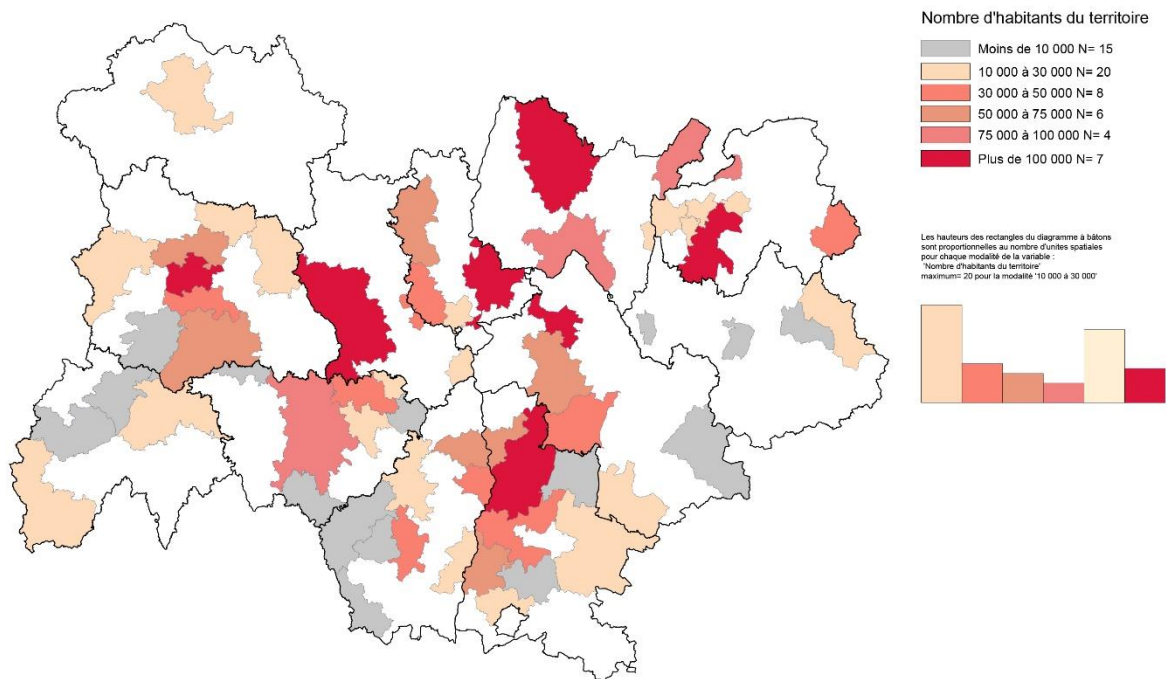 Nombre d'habitants du territoire
Moins de 10 000 N= 15
10 000 à 30 000 N= 20
30 000 à 50 000 N= 8
50 000 à 75 000 N= 6
75 000 à 100 000 N= 4
Plus de 100 000 N= 7
Les hauteurs des rectangles du diagramme à bâtons
sont proportionnelles au nombre d'unites spatiales
pour chaque modalité de la variable :
'Nombre d'habitants du territoire'
maximum= 20 pour la modalité '10 000 à 30 000'